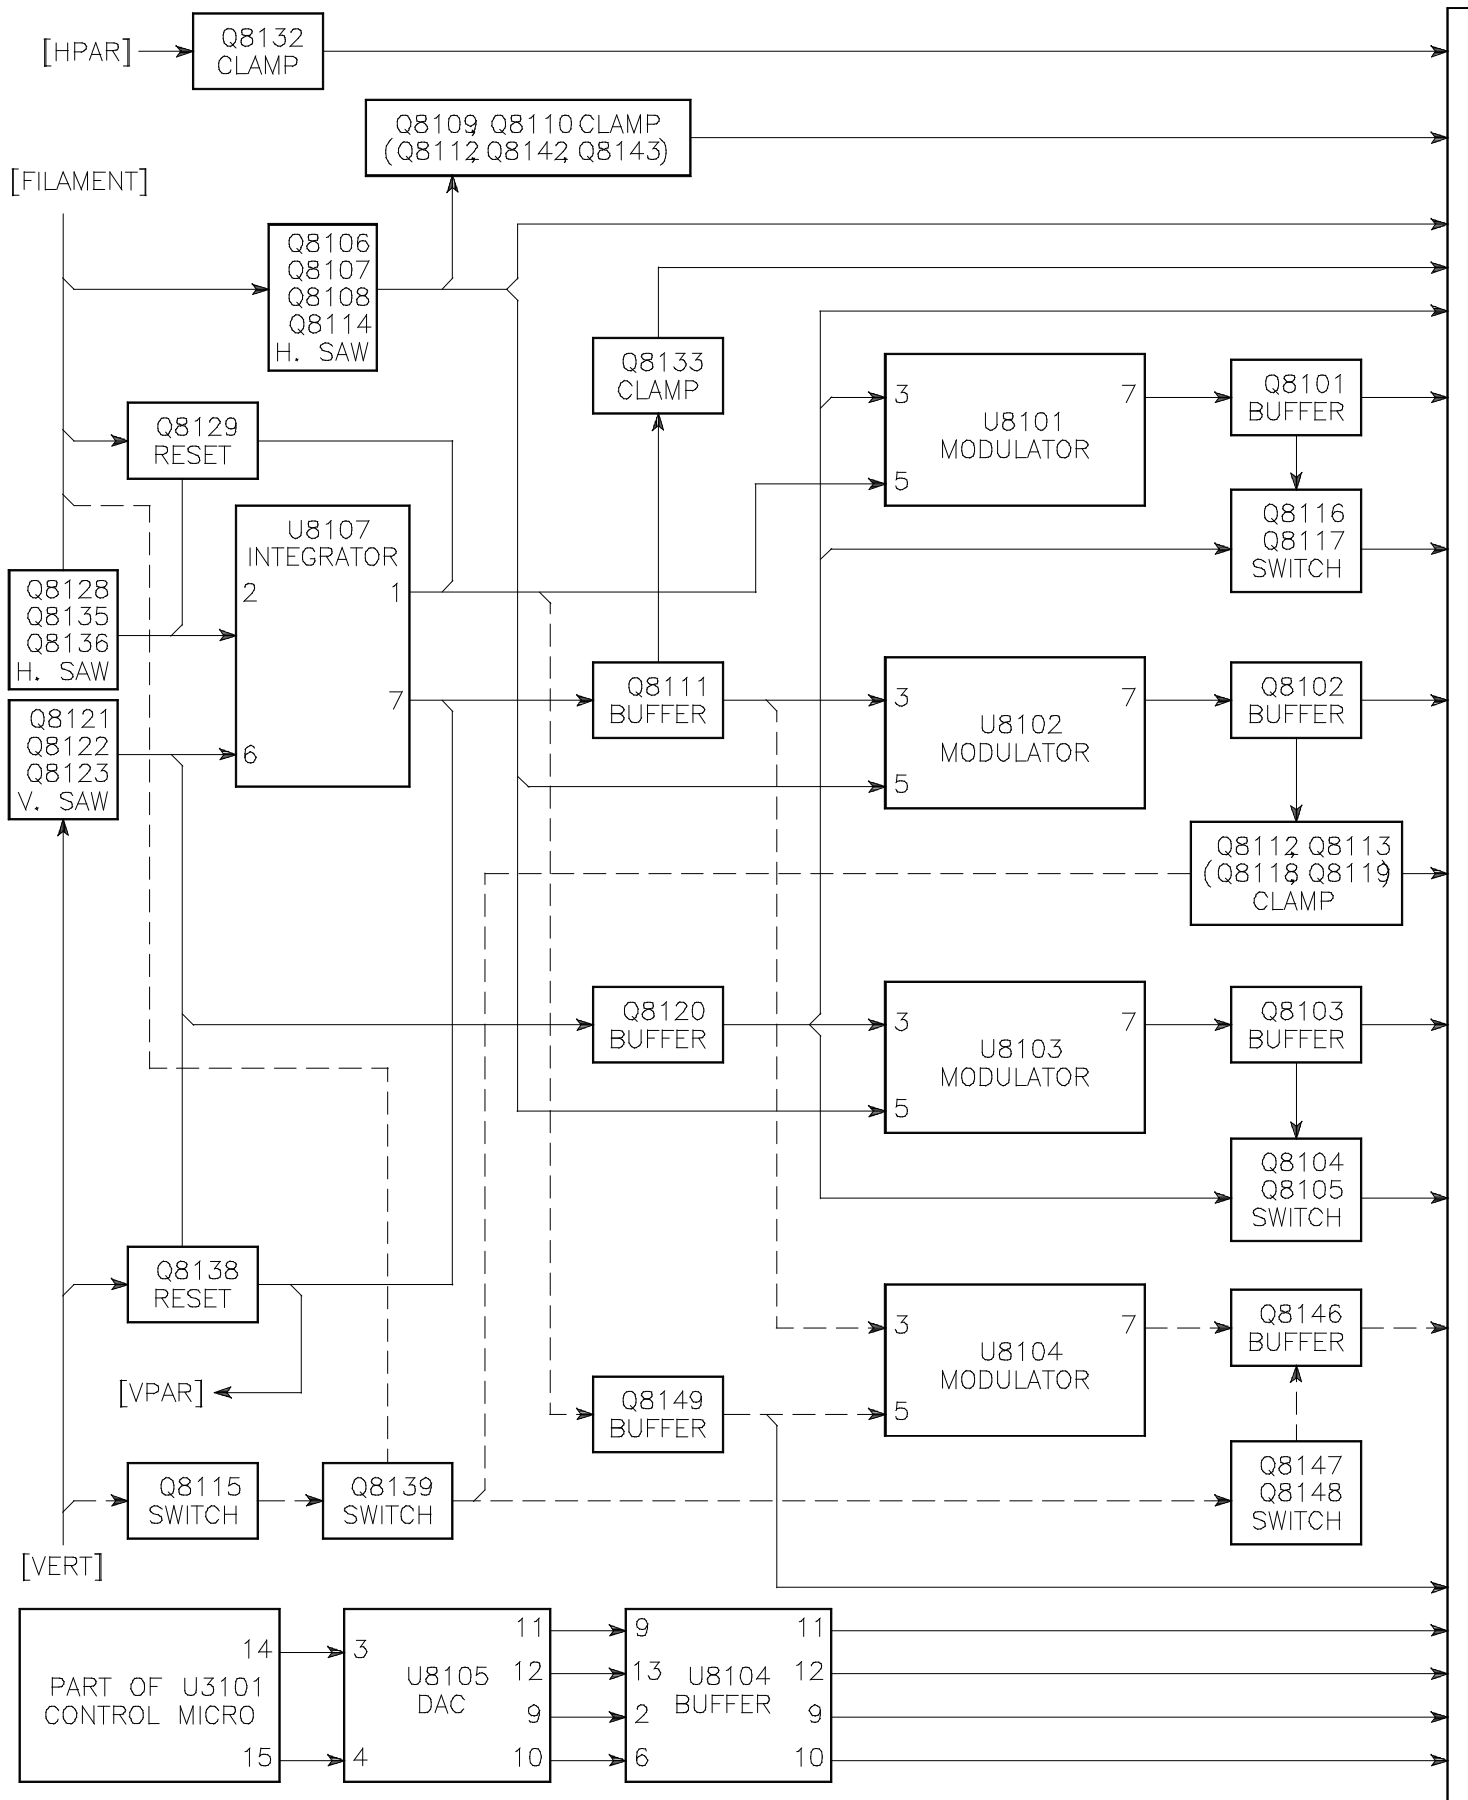 [HPAR]
Q8132
CLAMP
Q8109, Q8110 CLAMP
(Q8112, Q8142, Q8143)
[FILAMENT]
Q8106
Q8107
Q8108
Q8114
H. SAW
Q8133
CLAMP
Q8129
RESET
3
7
5
U8101
MODULATOR
Q8101
BUFFER
Q8116
Q8117
SWITCH
U8107
INTEGRATOR
2
1
7
6
Q8128
Q8135
Q8136
H. SAW
Q8121
Q8122
Q8123
V. SAW
Q8111
BUFFER
3
7
5
U8102
MODULATOR
Q8102
BUFFER
Q8112, Q8113
(Q8118, Q8119)
CLAMP
Q8120
BUFFER
3
7
5
U8103
MODULATOR
Q8103
BUFFER
Q8104
Q8105
SWITCH
Q8138
RESET
[VPAR]
3
7
5
U8104
MODULATOR
Q8146
BUFFER
Q8149
BUFFER
Q8115
SWITCH
Q8139
SWITCH
Q8147
Q8148
SWITCH
[VERT]
PART OF U3101
CONTROL MICRO
14
15
3
4
U8105
DAC
11
12
9
10
9
13
2
6
U8104
BUFFER
11
12
9
10